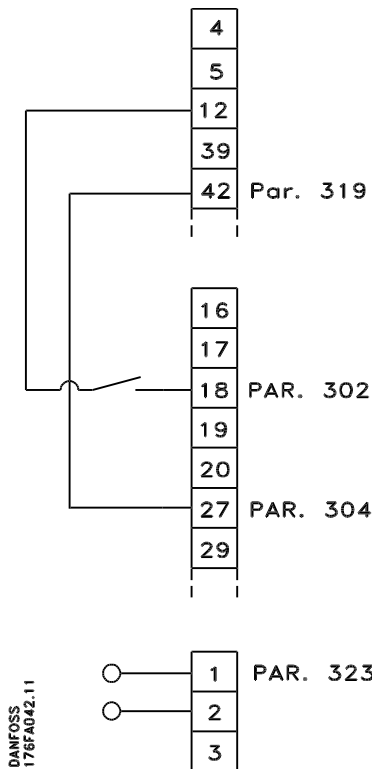 4
5
12
39
42 Par. 319
16
17
18 PAR. 302
19
20
27 PAR. 304
29
1 PAR. 323
2
3
DANFOSS
176FA042.11